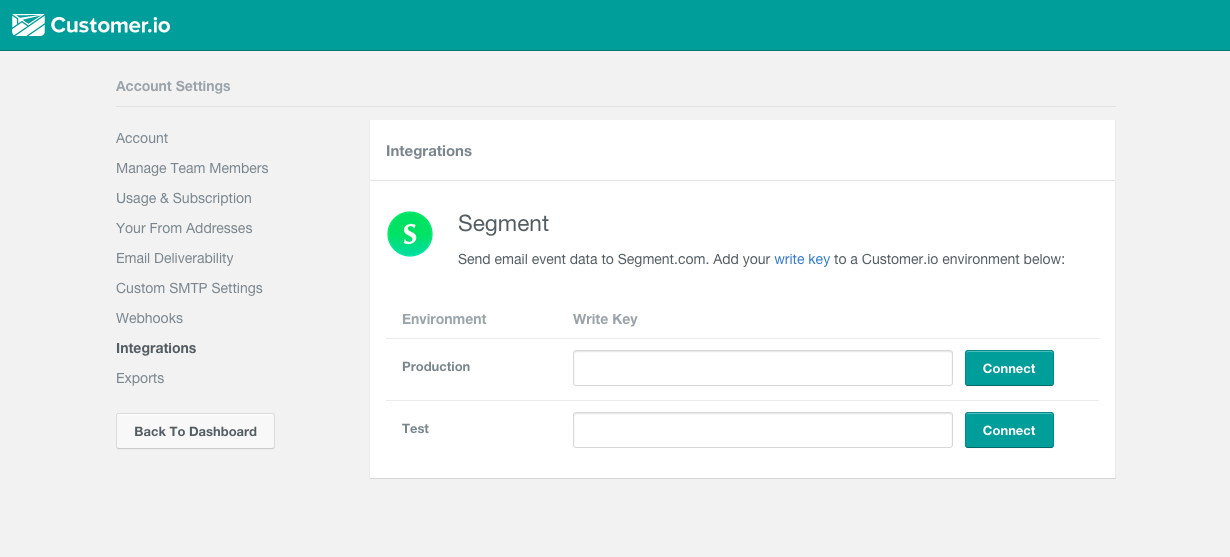 Customer.io
Account Settings
Account
Manage Team Members
Usage & Subscription
Your From Addresses
Email Deliverability
Custom SMTP Settings
Webhooks
Integrations
Exports
Back To Dashboard
Integrations
S
Segment
Send email event data to Segment.com. Add your write key to a Customer.io environment below:
Environment Write Key
Production Connect
Test Connect